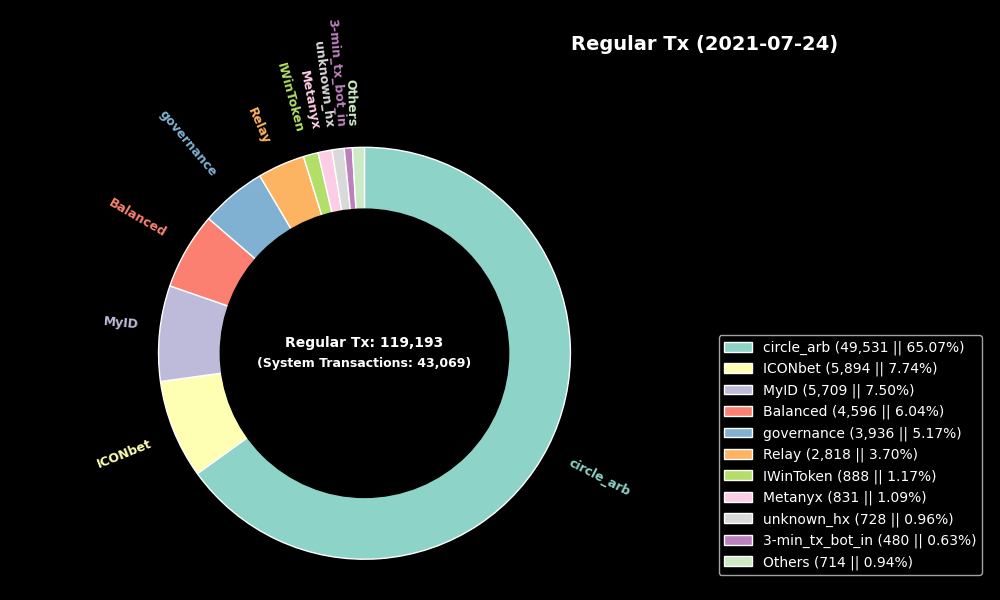 Regular Tx (2021-07-24)
3-min_tx_bot_in
unknown_hx
Others
Metanyx
IWinToken
Relay
governance
Balanced
MyID
ICONbet
circle_arb
Regular Tx: 119,193
(System Transactions: 43,069)
circle_arb (49,531 || 65.07%)
ICONbet (5,894 || 7.74%)
MyID (5,709 || 7.50%)
Balanced (4,596 || 6.04%)
governance (3,936 || 5.17%)
Relay (2,818 || 3.70%)
IWinToken (888 || 1.17%)
Metanyx (831 || 1.09%)
unknown_hx (728 || 0.96%)
3-min_tx_bot_in (480 || 0.63%)
Others (714 || 0.94%)